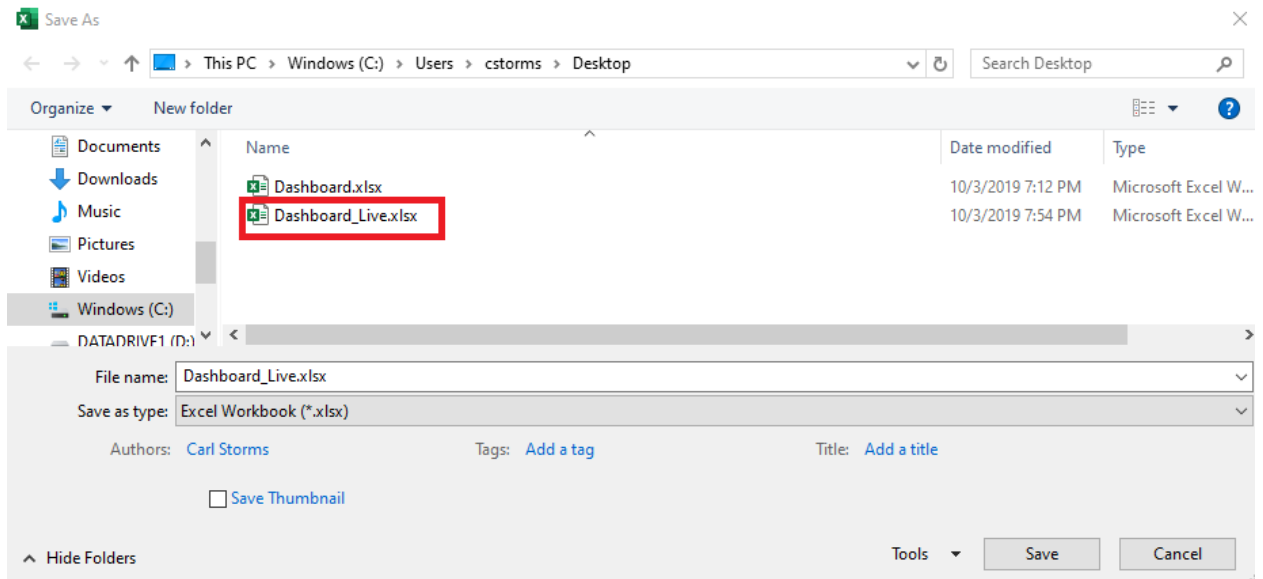 Save As
This PC > Windows (C:) > Users > cstorms > Desktop
Search Desktop
Organize
New folder
?
Documents
Downloads
Music
Pictures
Videos
Windows (C:)
DATADRIVE1 (D:)
Name
Date modified
Type
Dashboard.xlsx
10/3/2019 7:12 PM
Microsoft Excel W...
Dashboard_Live.xlsx
10/3/2019 7:54 PM
Microsoft Excel W...
File name: Dashboard_Live.xlsx
Save as type: Excel Workbook (*.xlsx)
Authors: Carl Storms
Tags: Add a tag
Title: Add a title
Save Thumbnail
Hide Folders
Tools
Save
Cancel